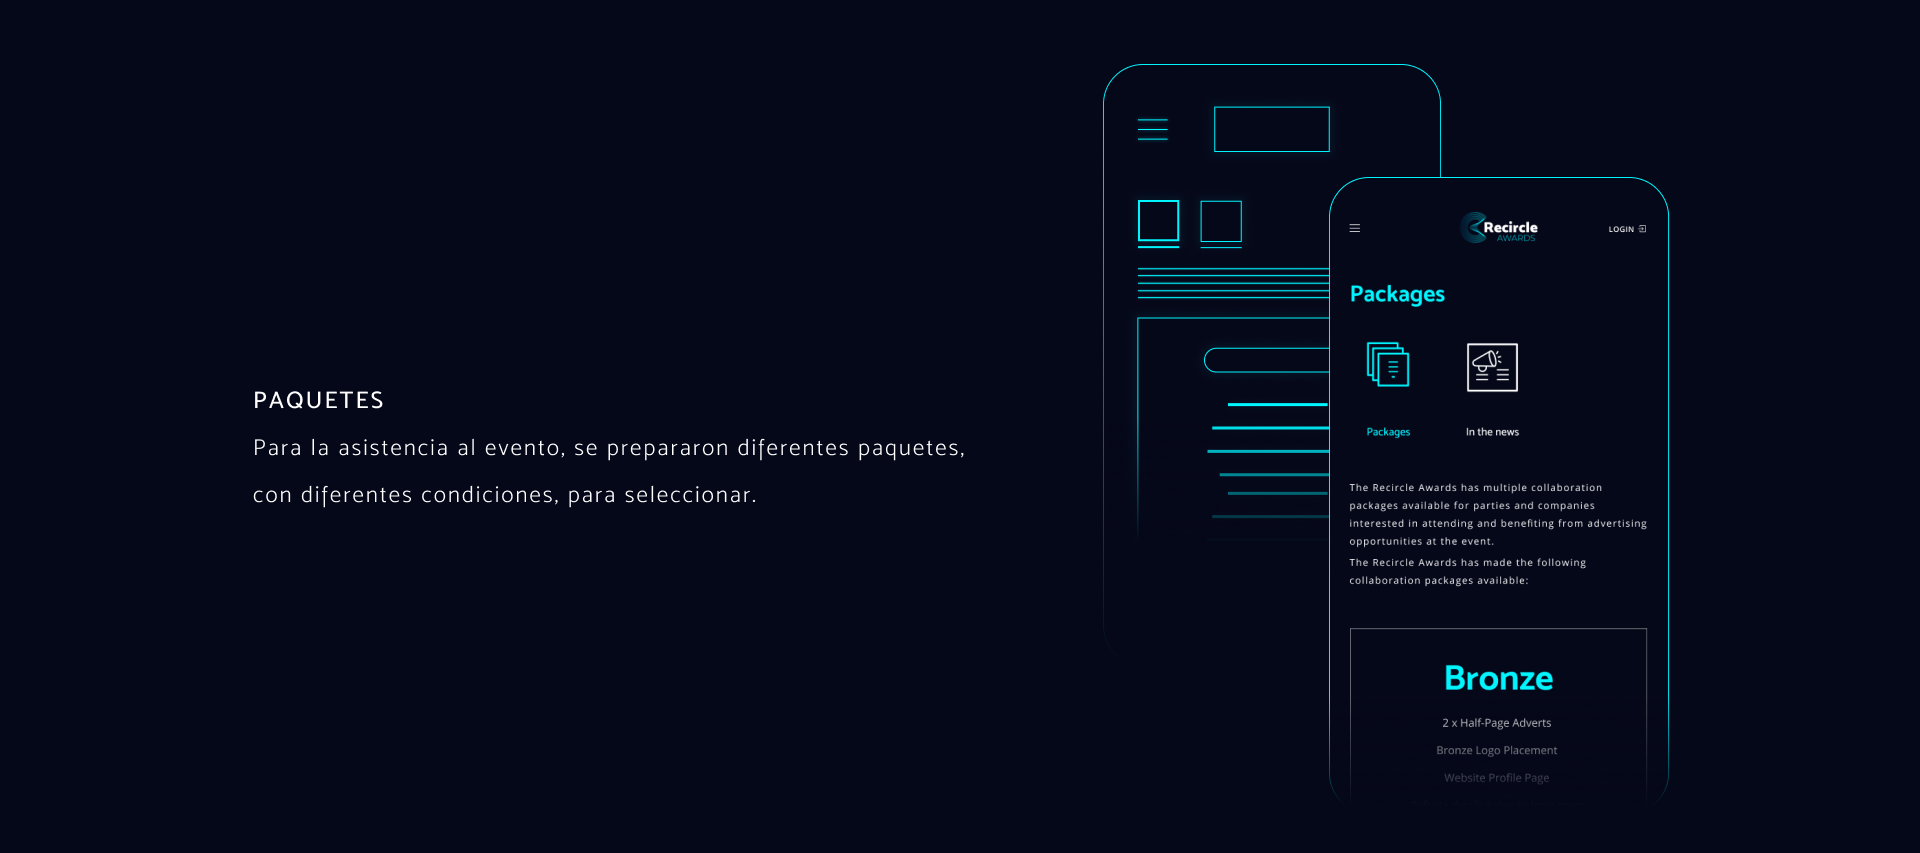 PAQUETES
Para la asistencia al evento, se prepararon diferentes paquetes,
con diferentes condiciones, para seleccionar.
Recircle
AWARDS
LOGIN
Packages
Packages
In the news
The Recircle Awards has multiple collaboration
packages available for parties and companies
interested in attending and benefiting from advertising
opportunities at the event.
The Recircle Awards has made the following
collaboration packages available:
Bronze
2 x Half-Page Adverts
Bronze Logo Placement
Website Profile Page